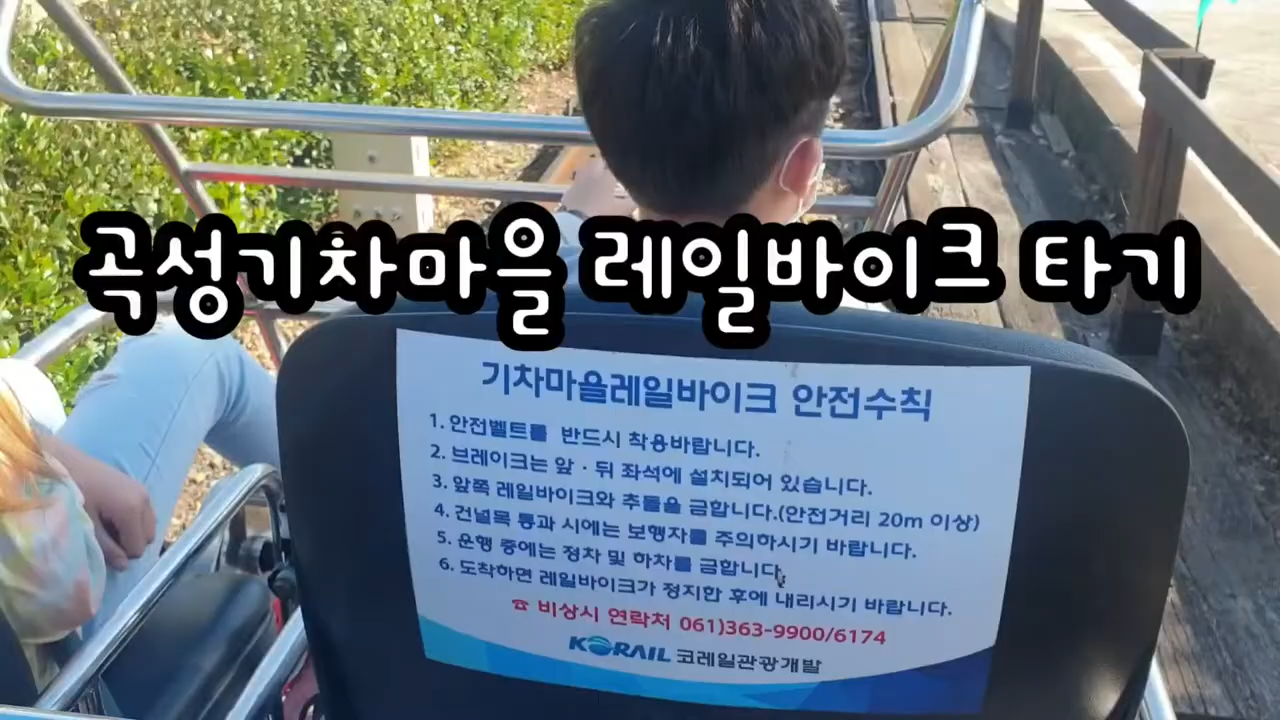 곡성기차마을 레일바이크 타기
기차마을레일바이크 안전수칙
1. 안전벨트를 반드시 착용바랍니다.
2. 브레이크는 앞·뒤 좌석에 설치되어 있습니다.
3. 앞쪽 레일바이크와 추돌을 금합니다.(안전거리 20m 이상)
4. 건널목 통과 시에는 보행자를 주의하시기 바랍니다.
5. 운행 중에는 정차 및 하차를 금합니다.
6. 도착하면 레일바이크가 정지한 후에 내리시기 바랍니다.
☎ 비상시 연락처 061)363-9900/6174
KORAIL 코레일관광개발